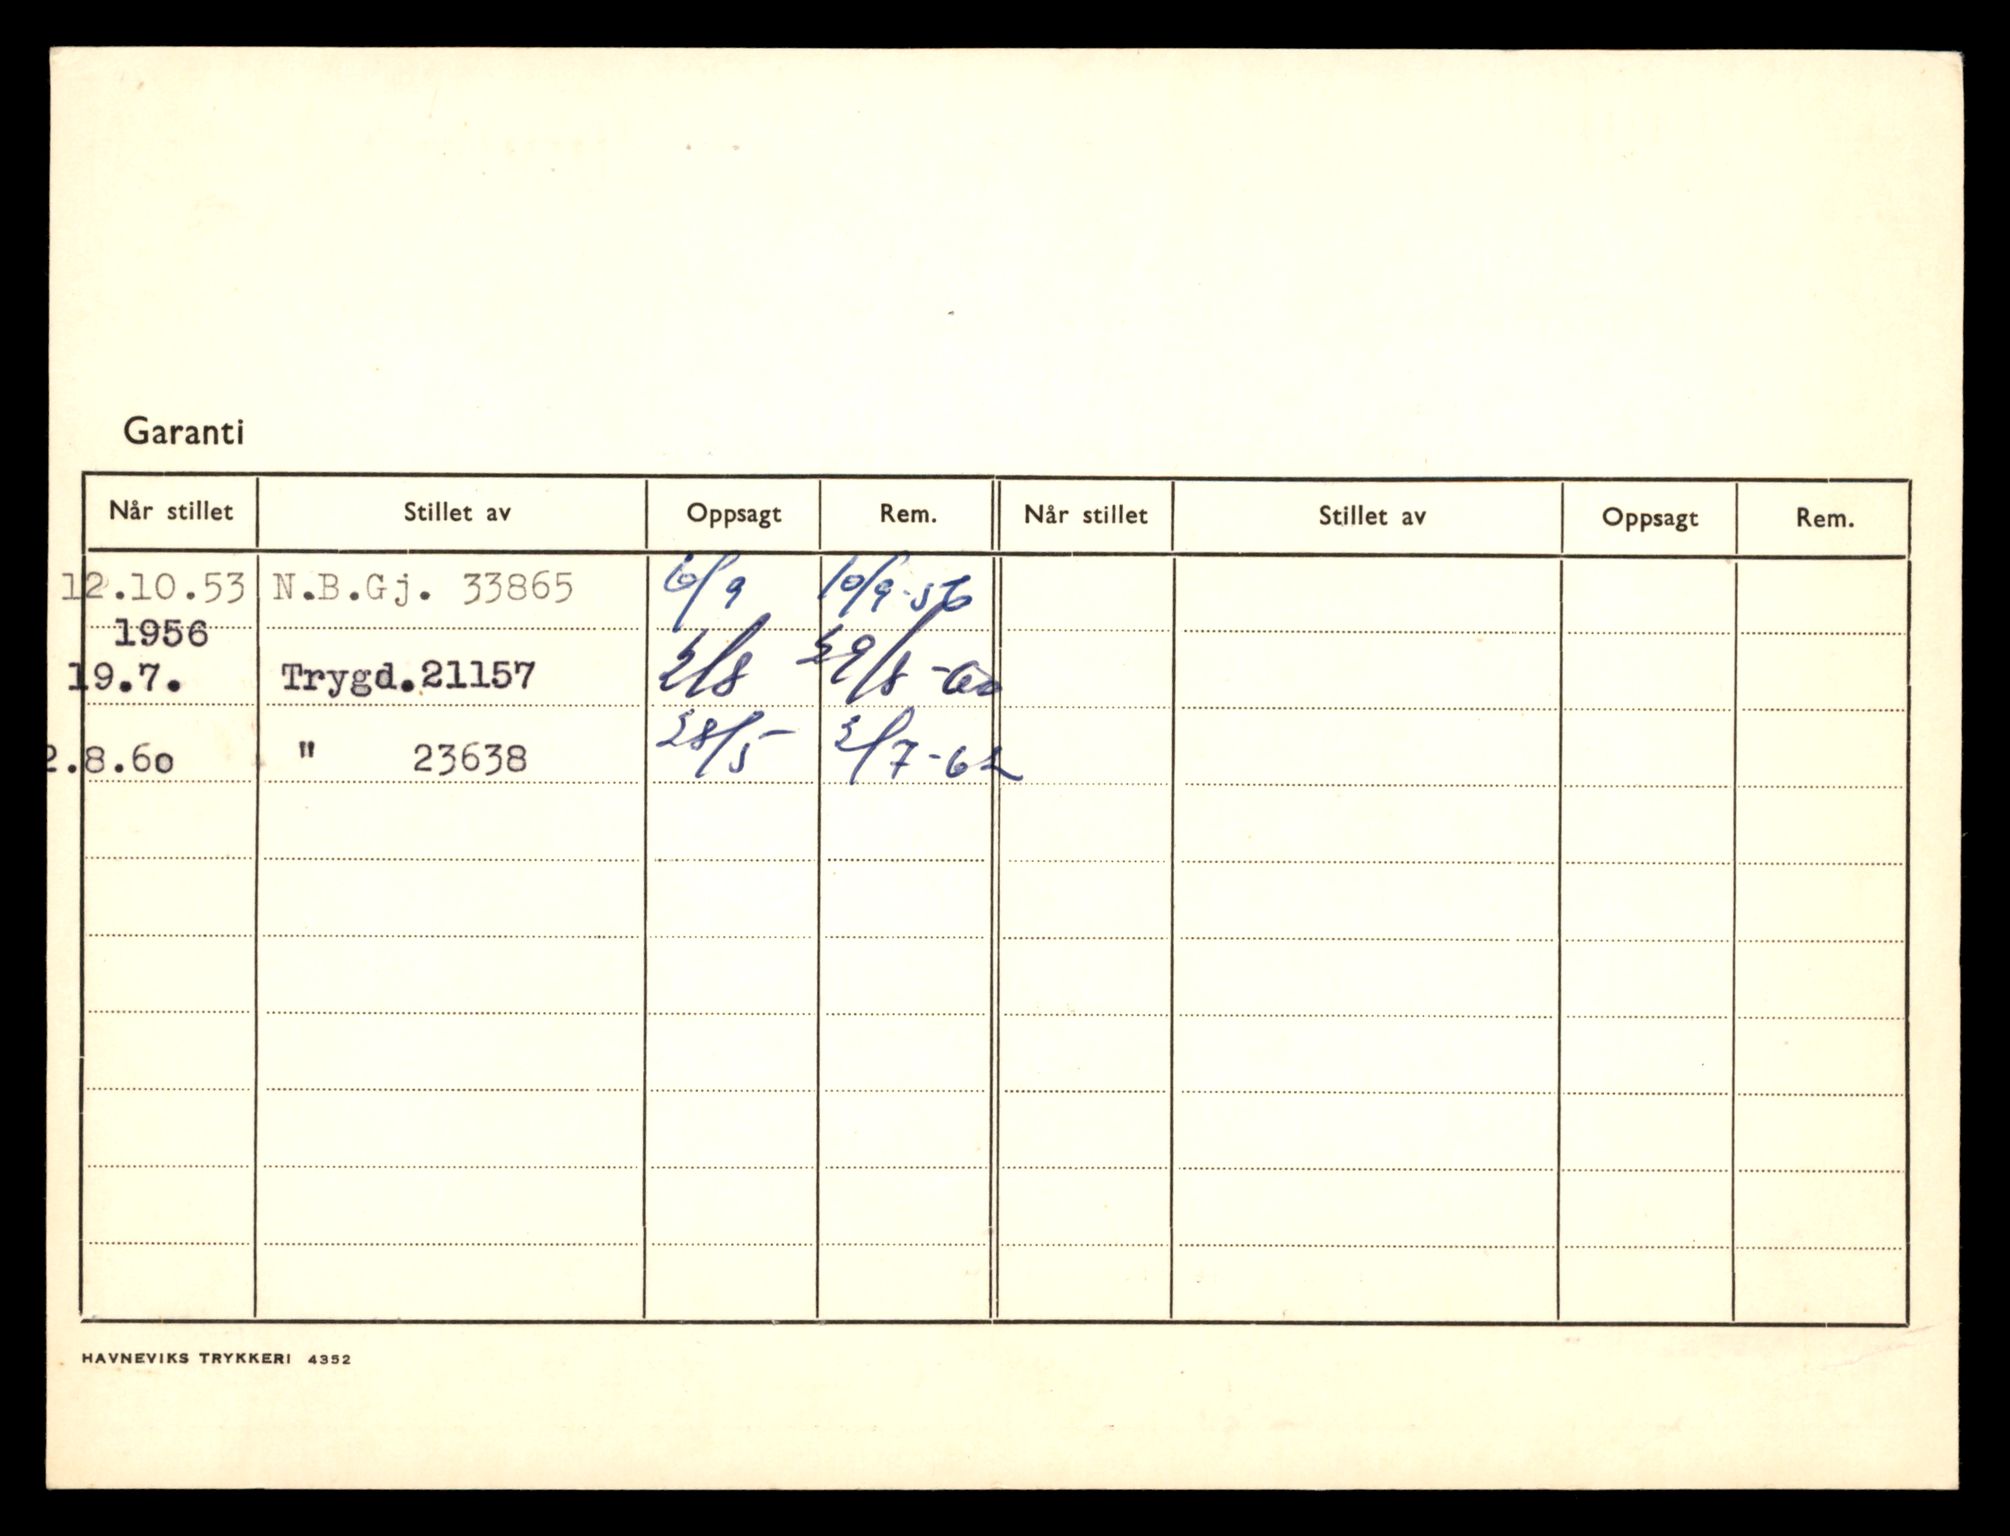 Garanti
Når stillet Stillet av Oppsagt Rem. Når stillet Stillet av Oppsagt Rem.
12.10.53 N.B.Gj. 33865 6/9 10/9-56
1956
19.7. Trygd.21157 2/8 29/8-60
2.8.60 " 23638 28/5 2/7-62
HAVNEVIKS TRYKKERI 4352